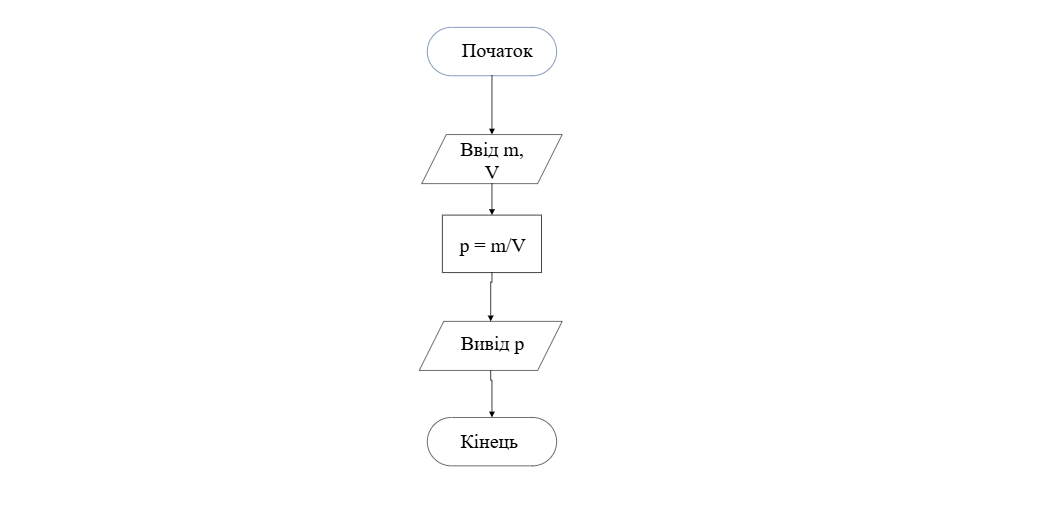 Початок
Ввід m,
V
p = m/V
Вивід p
Кінець